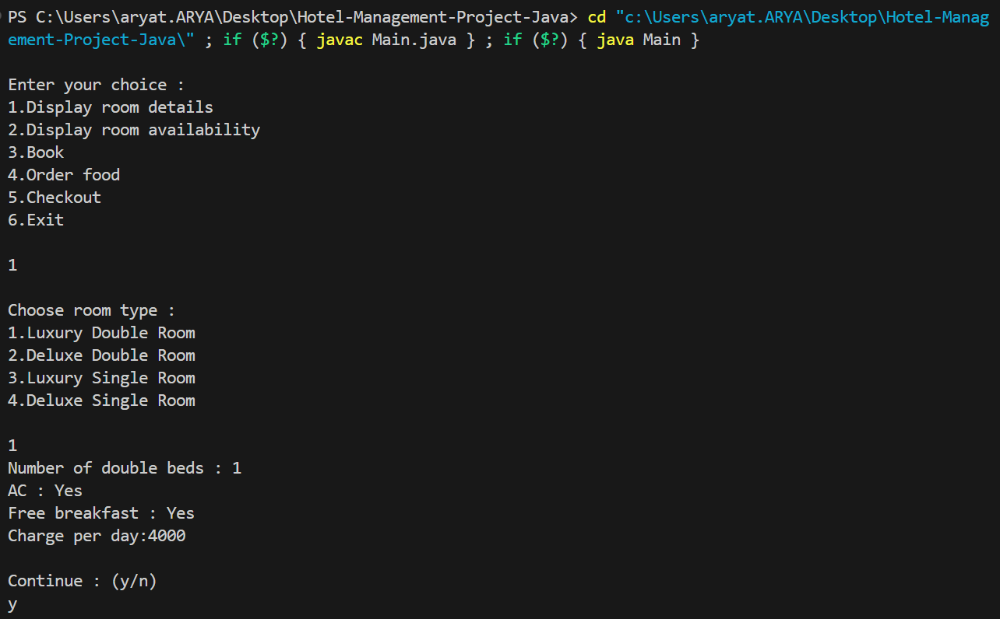 PS C:\Users\aryat.ARYA\Desktop\Hotel-Management-Project-Java> cd "c:\Users\aryat.ARYA\Desktop\Hotel-Manag
ement-Project-Java\" ; if ($?) { javac Main.java } ; if ($?) { java Main }
Enter your choice :
1.Display room details
2.Display room availability
3.Book
4.Order food
5.Checkout
6.Exit
1
Choose room type :
1.Luxury Double Room
2.Deluxe Double Room
3.Luxury Single Room
4.Deluxe Single Room
1
Number of double beds : 1
AC : Yes
Free breakfast : Yes
Charge per day:4000
Continue : (y/n)
y